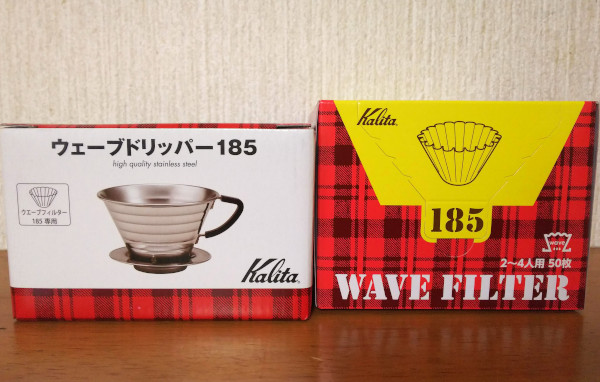 ウェーブドリッパー185
high quality stainless steel
ウエーブフィルター
185 専用
Kalita
Kalita
185
WAVE
2〜4人用 50枚
WAVE FILTER